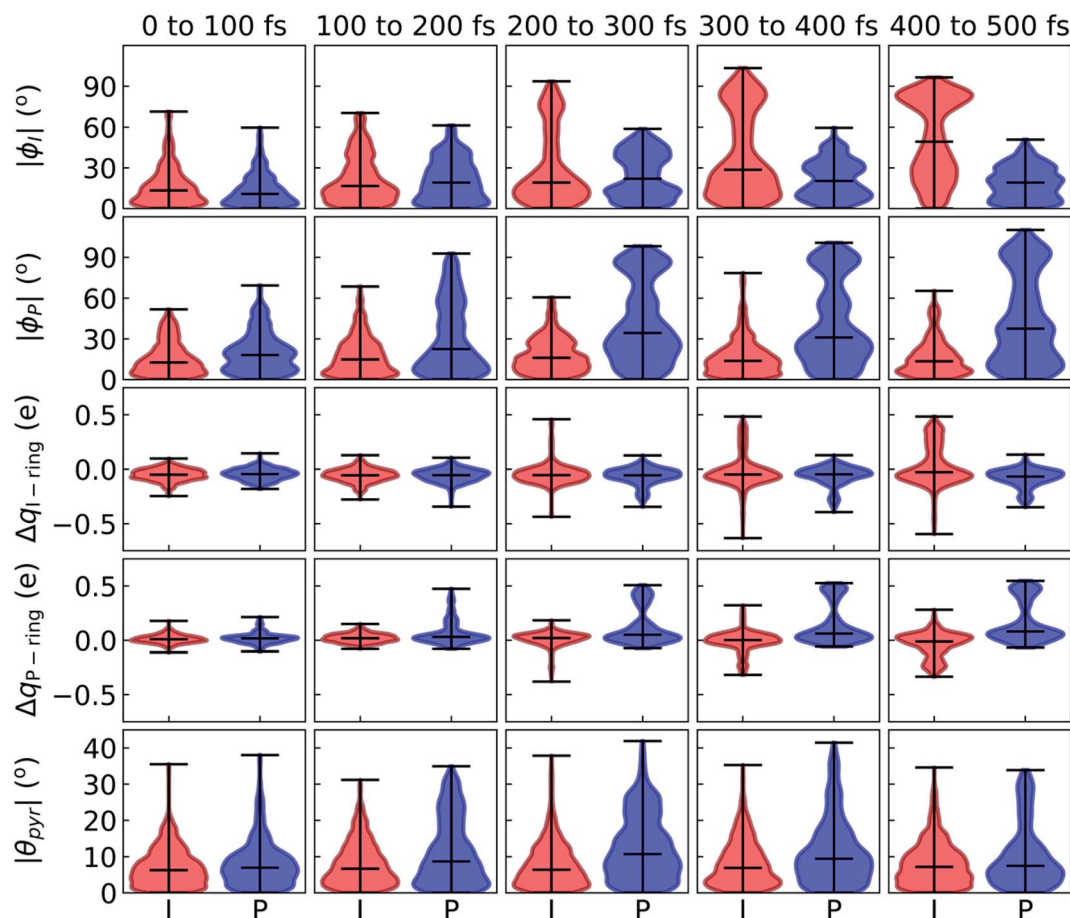 0 to 100 fs 100 to 200 fs 200 to 300 fs 300 to 400 fs 400 to 500 fs
|ϕI| (°)
90
60
30
0
|ϕP| (°)
90
60
30
0
ΔqI−ring (e)
0.5
0.0
−0.5
ΔqP−ring (e)
0.5
0.0
−0.5
|θpyr| (°)
40
30
20
10
0
I P I P I P I P I P